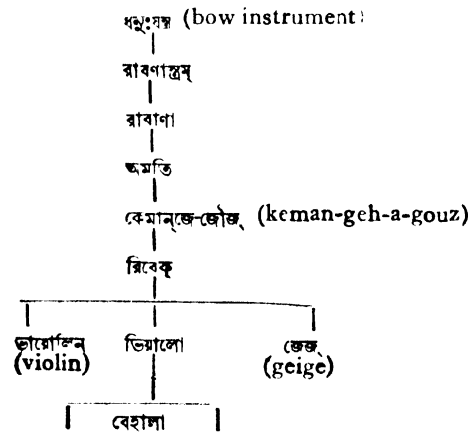 ধনুঃযন্ত্র (bow instrument)
রাবণাস্ত্রম্
রাবাণা
অমতি
কেমান্জে-জৌজ্ (keman-geh-a-gouz)
রিবেক্
ভায়োলিন ভিয়ালো জেজ্
(violin) (geige)
বেহালা